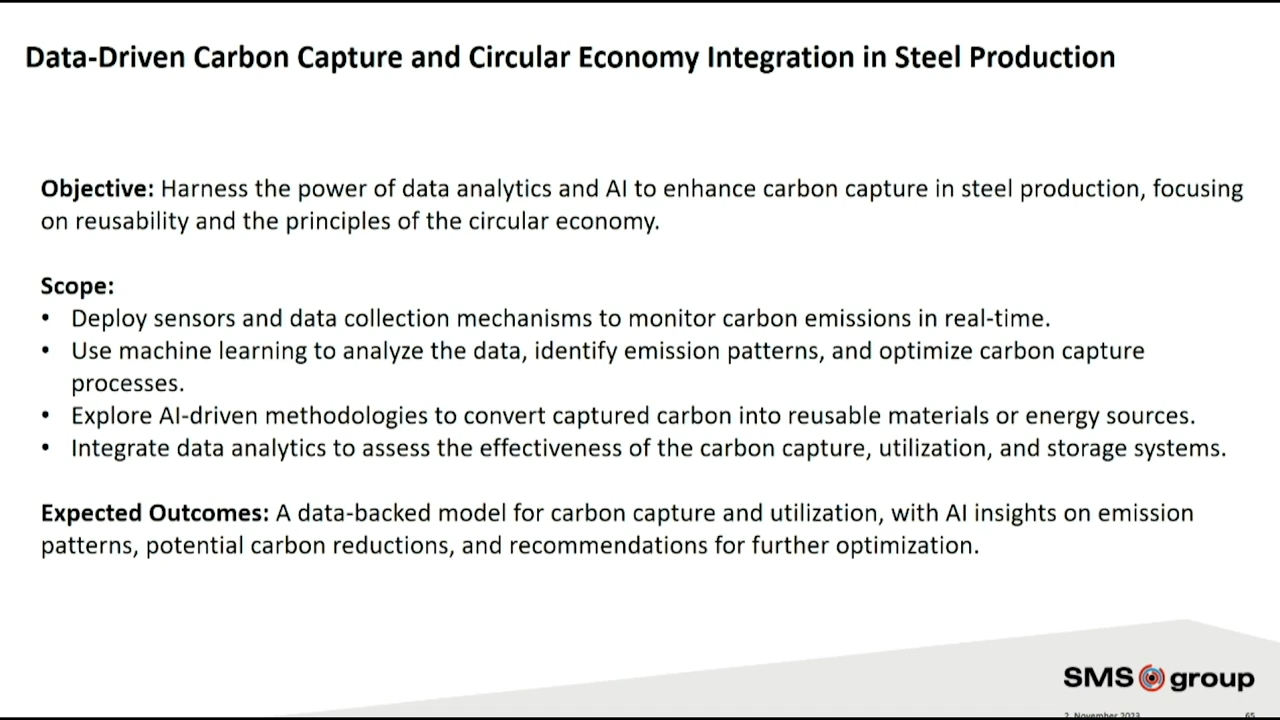 Data-Driven Carbon Capture and Circular Economy Integration in Steel Production
Objective: Harness the power of data analytics and AI to enhance carbon capture in steel production, focusing
on reusability and the principles of the circular economy.
Scope:
• Deploy sensors and data collection mechanisms to monitor carbon emissions in real-time.
• Use machine learning to analyze the data, identify emission patterns, and optimize carbon capture
processes.
• Explore AI-driven methodologies to convert captured carbon into reusable materials or energy sources.
• Integrate data analytics to assess the effectiveness of the carbon capture, utilization, and storage systems.
Expected Outcomes: A data-backed model for carbon capture and utilization, with AI insights on emission
patterns, potential carbon reductions, and recommendations for further optimization.
SMS group
2. November 2023 65